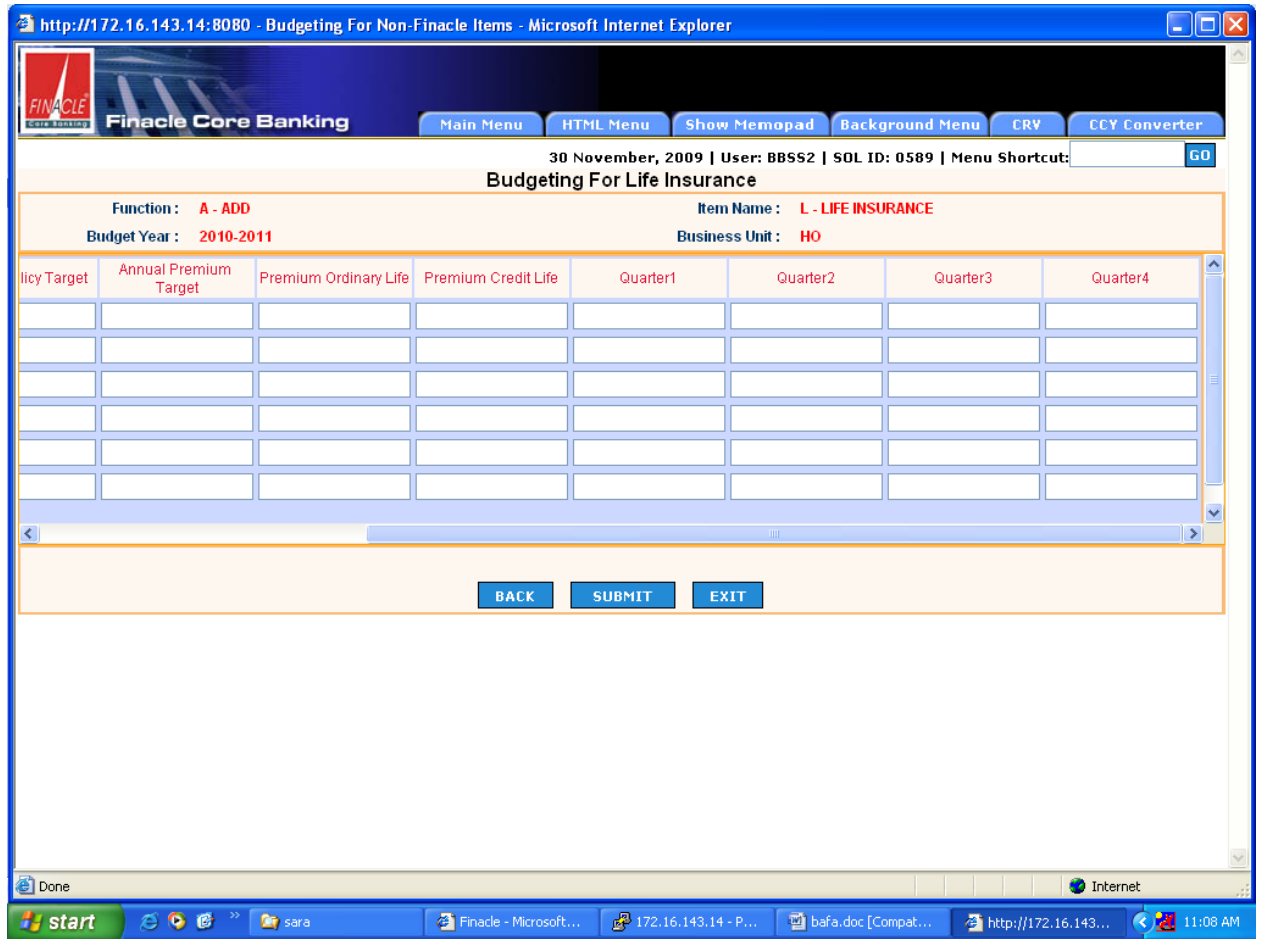 http://172.16.143.14:8080 - Budgeting For Non-Finacle Items - Microsoft Internet Explorer
FINACLE
Core Banking
Finacle Core Banking
Main Menu HTML Menu Show Memopad Background Menu CRV CCY Converter
30 November, 2009 | User: BBSS2 | SOL ID: 0589 | Menu Shortcut: GO
Budgeting For Life Insurance
Function : A - ADD Item Name : L - LIFE INSURANCE
Budget Year : 2010-2011 Business Unit : HO
licy Target Annual Premium Target Premium Ordinary Life Premium Credit Life Quarter1 Quarter2 Quarter3 Quarter4
BACK SUBMIT EXIT
Done Internet
start sara Finacle - Microsoft... 172.16.143.14 - P... bafa.doc [Compat... http://172.16.143... 11:08 AM